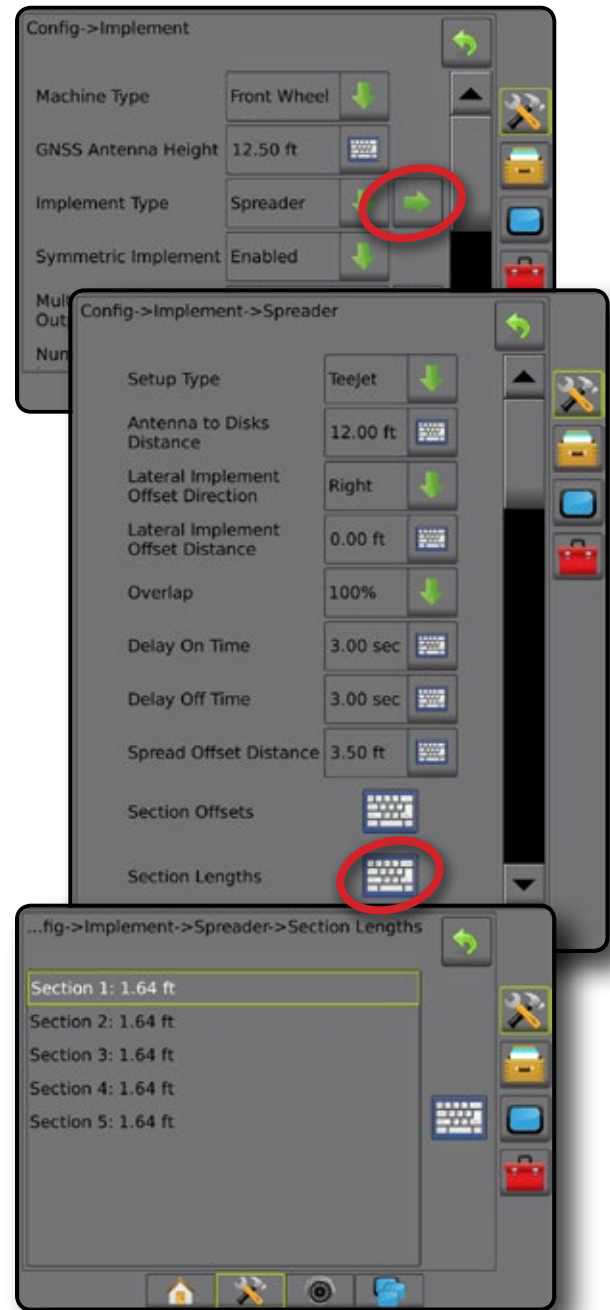 Config->Implement
Machine Type Front Wheel
GNSS Antenna Height 12.50 ft
Implement Type Spreader
Symmetric Implement Enabled
Config->Implement->Spreader
Setup Type TeeJet
Antenna to Disks
Distance 12.00 ft
Lateral Implement
Offset Direction Right
Lateral Implement
Offset Distance 0.00 ft
Overlap 100%
Delay On Time 3.00 sec
Delay Off Time 3.00 sec
Spread Offset Distance 3.50 ft
Section Offsets
Section Lengths
...fig->Implement->Spreader->Section Lengths
Section 1: 1.64 ft
Section 2: 1.64 ft
Section 3: 1.64 ft
Section 4: 1.64 ft
Section 5: 1.64 ft